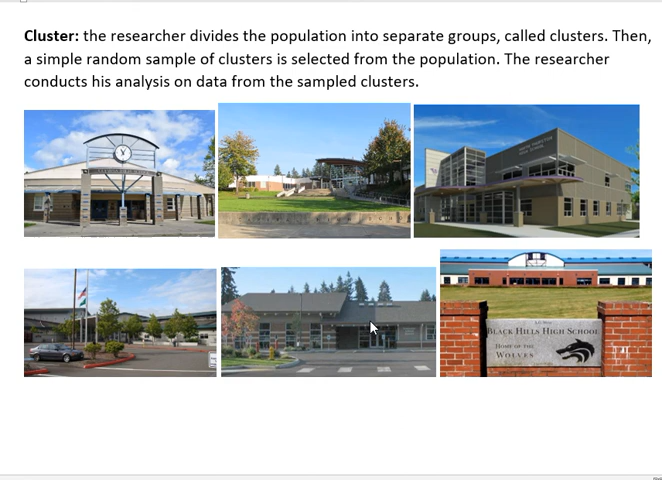 Cluster: the researcher divides the population into separate groups, called clusters. Then,
a simple random sample of clusters is selected from the population. The researcher
conducts his analysis on data from the sampled clusters.
BLACK HILLS HIGH SCHOOL
HOME OF THE
WOLVES